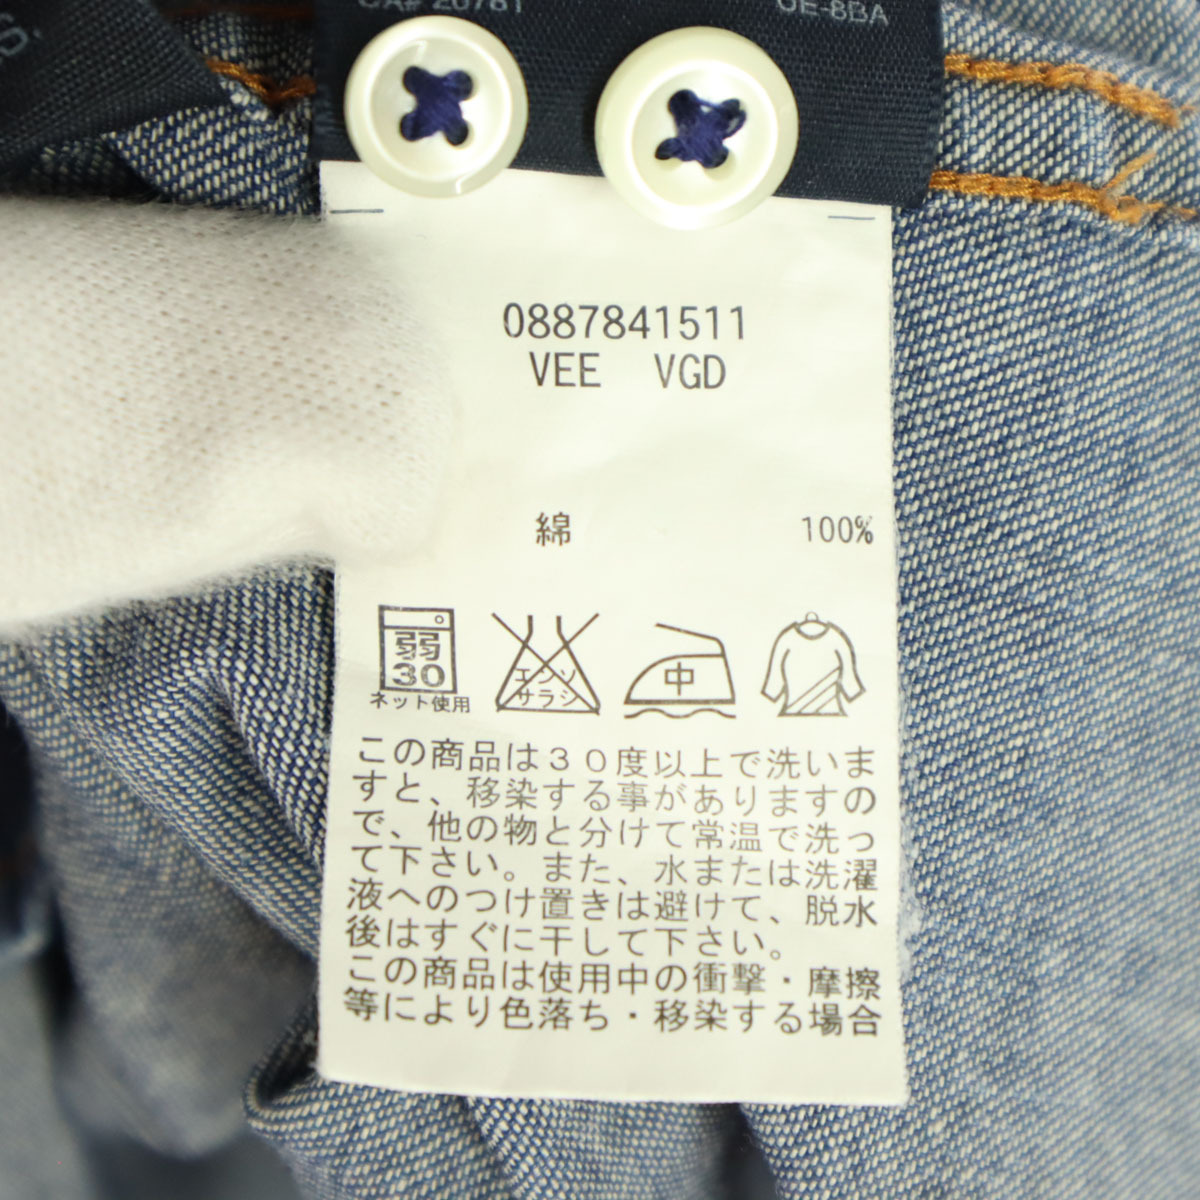 CA# 20781
UE-8BA
0887841511
VEE VGD
綿 100%
弱
30
ネット使用
エンソ
サラシ
中
この商品は30度以上で洗いま
すと、移染する事がありますの
で、他の物と分けて常温で洗っ
て下さい。また、水または洗濯
液へのつけ置きは避けて、脱水
後はすぐに干して下さい。
この商品は使用中の衝撃・摩擦
等により色落ち・移染する場合